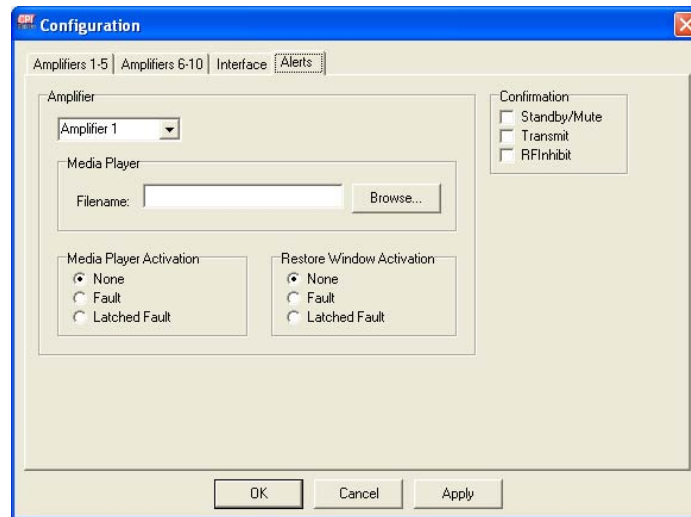 CPI
Configuration
Amplifiers 1-5 Amplifiers 6-10 Interface Alerts
Amplifier
Amplifier 1
Media Player
Filename: Browse...
Media Player Activation
None
Fault
Latched Fault
Restore Window Activation
None
Fault
Latched Fault
Confirmation
Standby/Mute
Transmit
RFInhibit
OK Cancel Apply